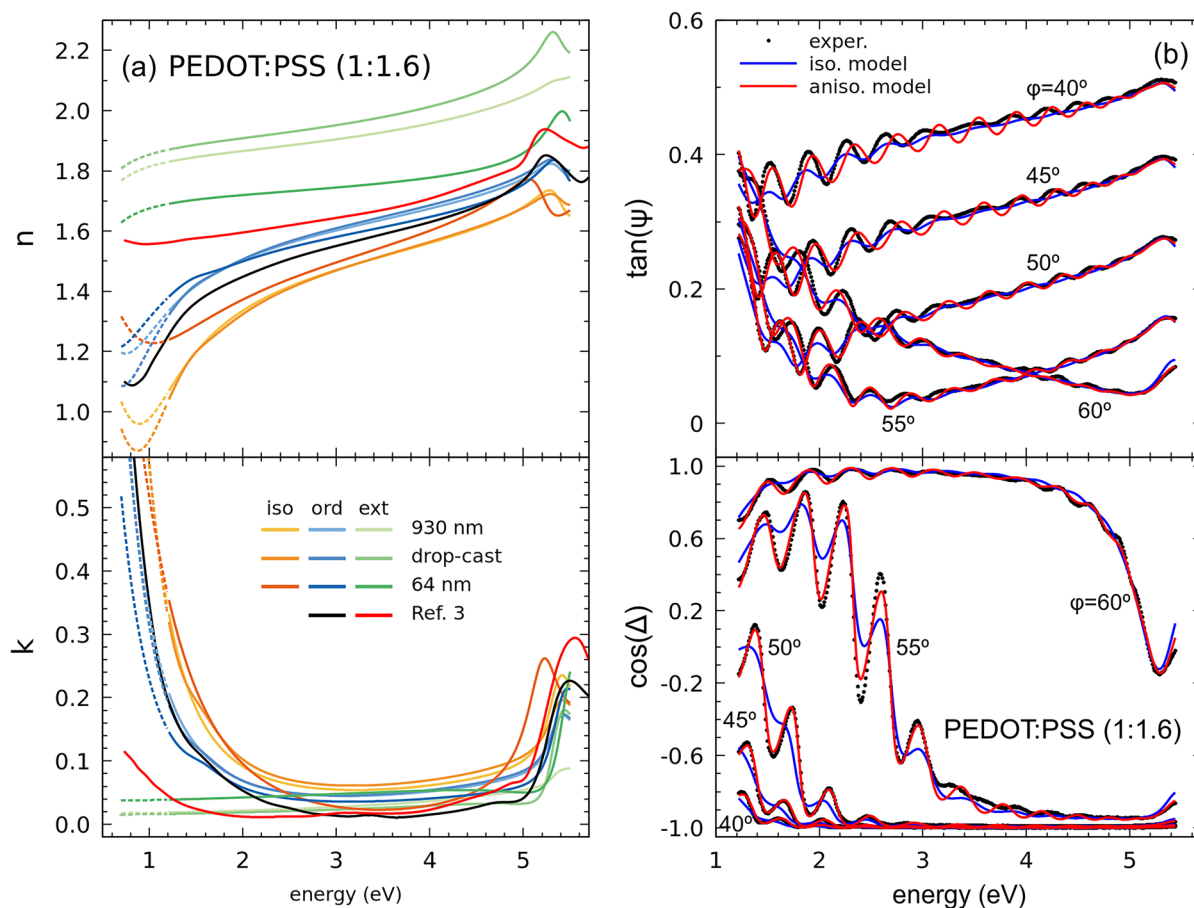 (a) PEDOT:PSS (1:1.6)
2.2
2.0
1.8
1.6
1.4
1.2
1.0
n
0.5
0.4
0.3
0.2
0.1
0.0
k
iso ord ext
930 nm
drop-cast
64 nm
Ref. 3
1 2 3 4 5
energy (eV)
(b)
exper.
iso. model
aniso. model
0.6
0.4
0.2
0
tan(ψ)
φ=40º
45º
50º
55º
60º
1.0
0.6
0.2
-0.2
-0.6
-1.0
cos(Δ)
φ=60º
50º
55º
45º
40º
PEDOT:PSS (1:1.6)
1 2 3 4 5
energy (eV)